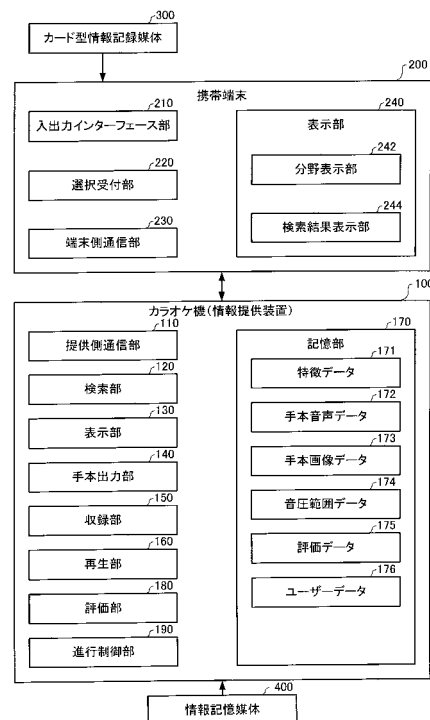 300
カード型情報記録媒体
200
携帯端末
210
入出力インターフェース部
220
選択受付部
230
端末側通信部
240
表示部
242
分野表示部
244
検索結果表示部
100
カラオケ機(情報提供装置)
110
提供側通信部
120
検索部
130
表示部
140
手本出力部
150
収録部
160
再生部
180
評価部
190
進行制御部
170
記憶部
171
特徴データ
172
手本音声データ
173
手本画像データ
174
音圧範囲データ
175
評価データ
176
ユーザーデータ
400
情報記憶媒体